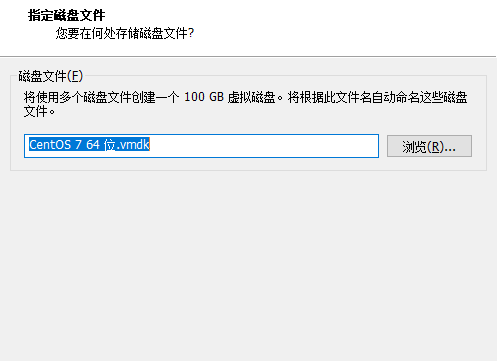 指定磁盘文件
您要在何处存储磁盘文件?
磁盘文件(F)
将使用多个磁盘文件创建一个 100 GB 虚拟磁盘。将根据此文件名自动命名这些磁盘
文件。
CentOS 7 64 位.vmdk
浏览(R)...